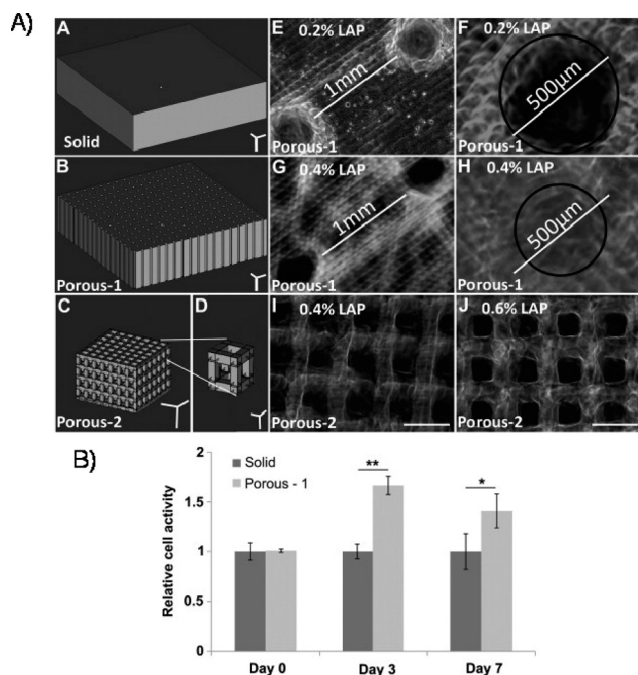 A)
A
Solid
E
0.2% LAP
1mm
Porous-1
F
0.2% LAP
500µm
Porous-1
B
Porous-1
G
0.4% LAP
1mm
Porous-1
H
0.4% LAP
500µm
Porous-1
C
Porous-2
D
I
0.4% LAP
Porous-2
J
0.6% LAP
Porous-2
B)
Solid
Porous - 1
Relative cell activity
2
1.5
1
0.5
0
**
*
Day 0
Day 3
Day 7